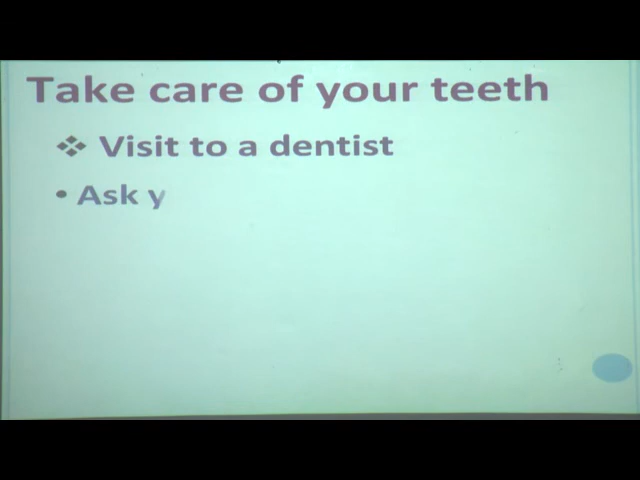 Take care of your teeth
❖ Visit to a dentist
• Ask y